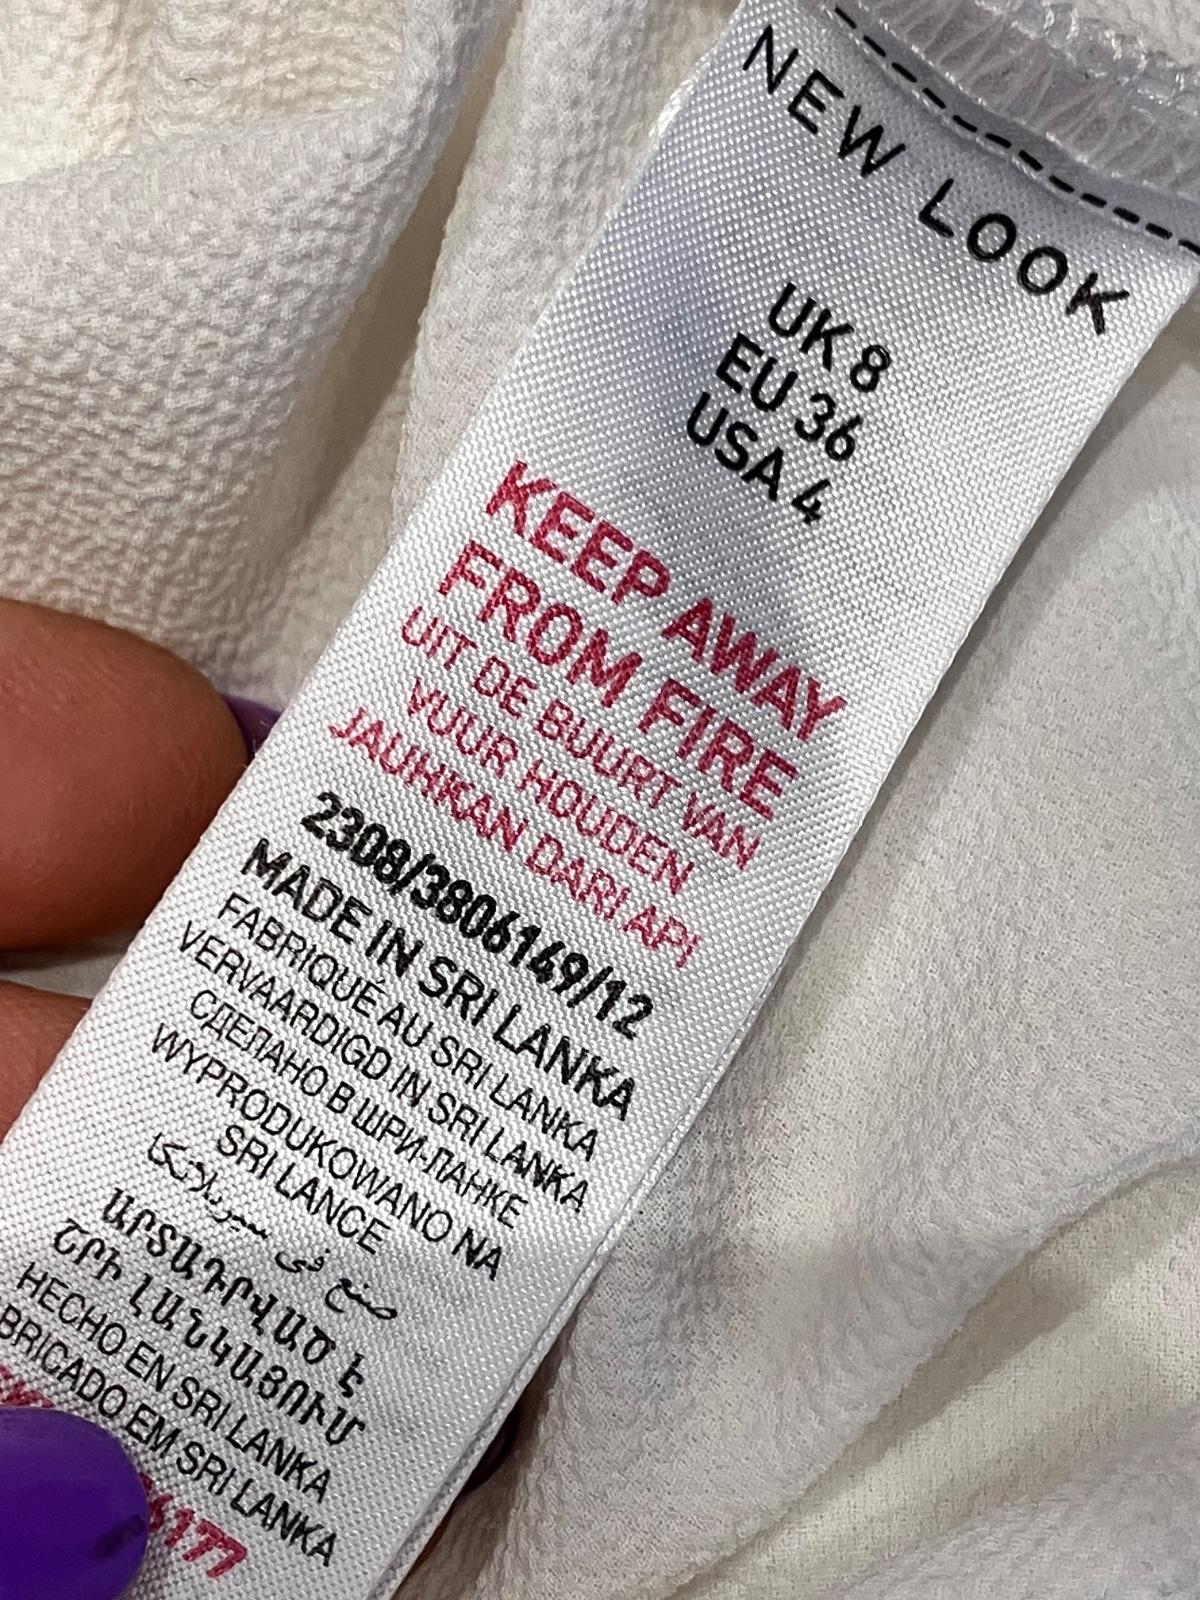 NEW LOOK
UK 8
EU 36
USA 4
KEEP AWAY
FROM FIRE
UIT DE BUURT VAN
VUUR HOUDEN
JAUHKAN DARI API
2308/3806149/12
MADE IN SRI LANKA
FABRIQUÉ AU SRI LANKA
VERVAARDIGD IN SRI LANKA
СДЕЛАНО В ШРИ-ЛАНКЕ
WYPRODUKOWANO NA
SRI LANCE
صنع في سيريلانكا
ԱՐՏԱԴՐՎԱԾ Է
ՇՐԻ ԼԱՆԿԱՅՈՒՄ
HECHO EN SRI LANKA
BRICADO EM SRI LANKA
6177